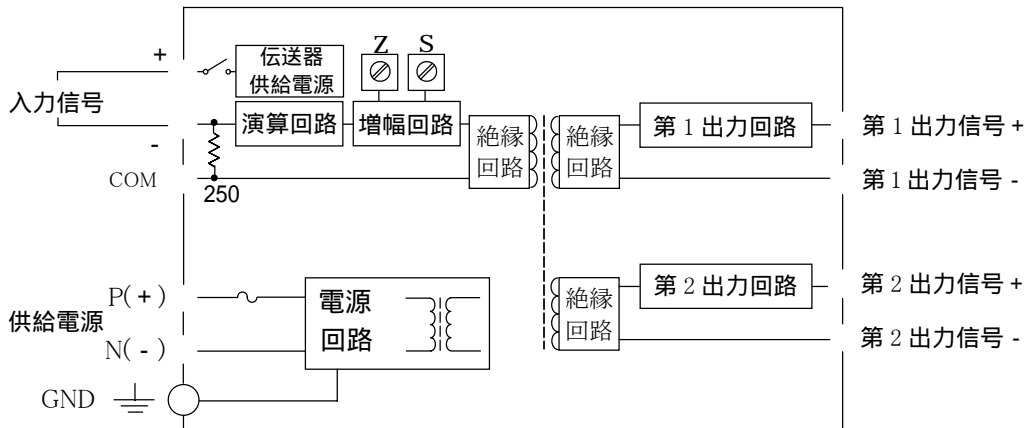 +
入力信号
-
COM
伝送器
供給電源
Z
S
演算回路
増幅回路
250
絶縁
回路
絶縁
回路
第1出力回路
第1出力信号+
第1出力信号-
絶縁
回路
第2出力回路
第2出力信号+
第2出力信号-
供給電源
P(+)
N(-)
GND
電源
回路